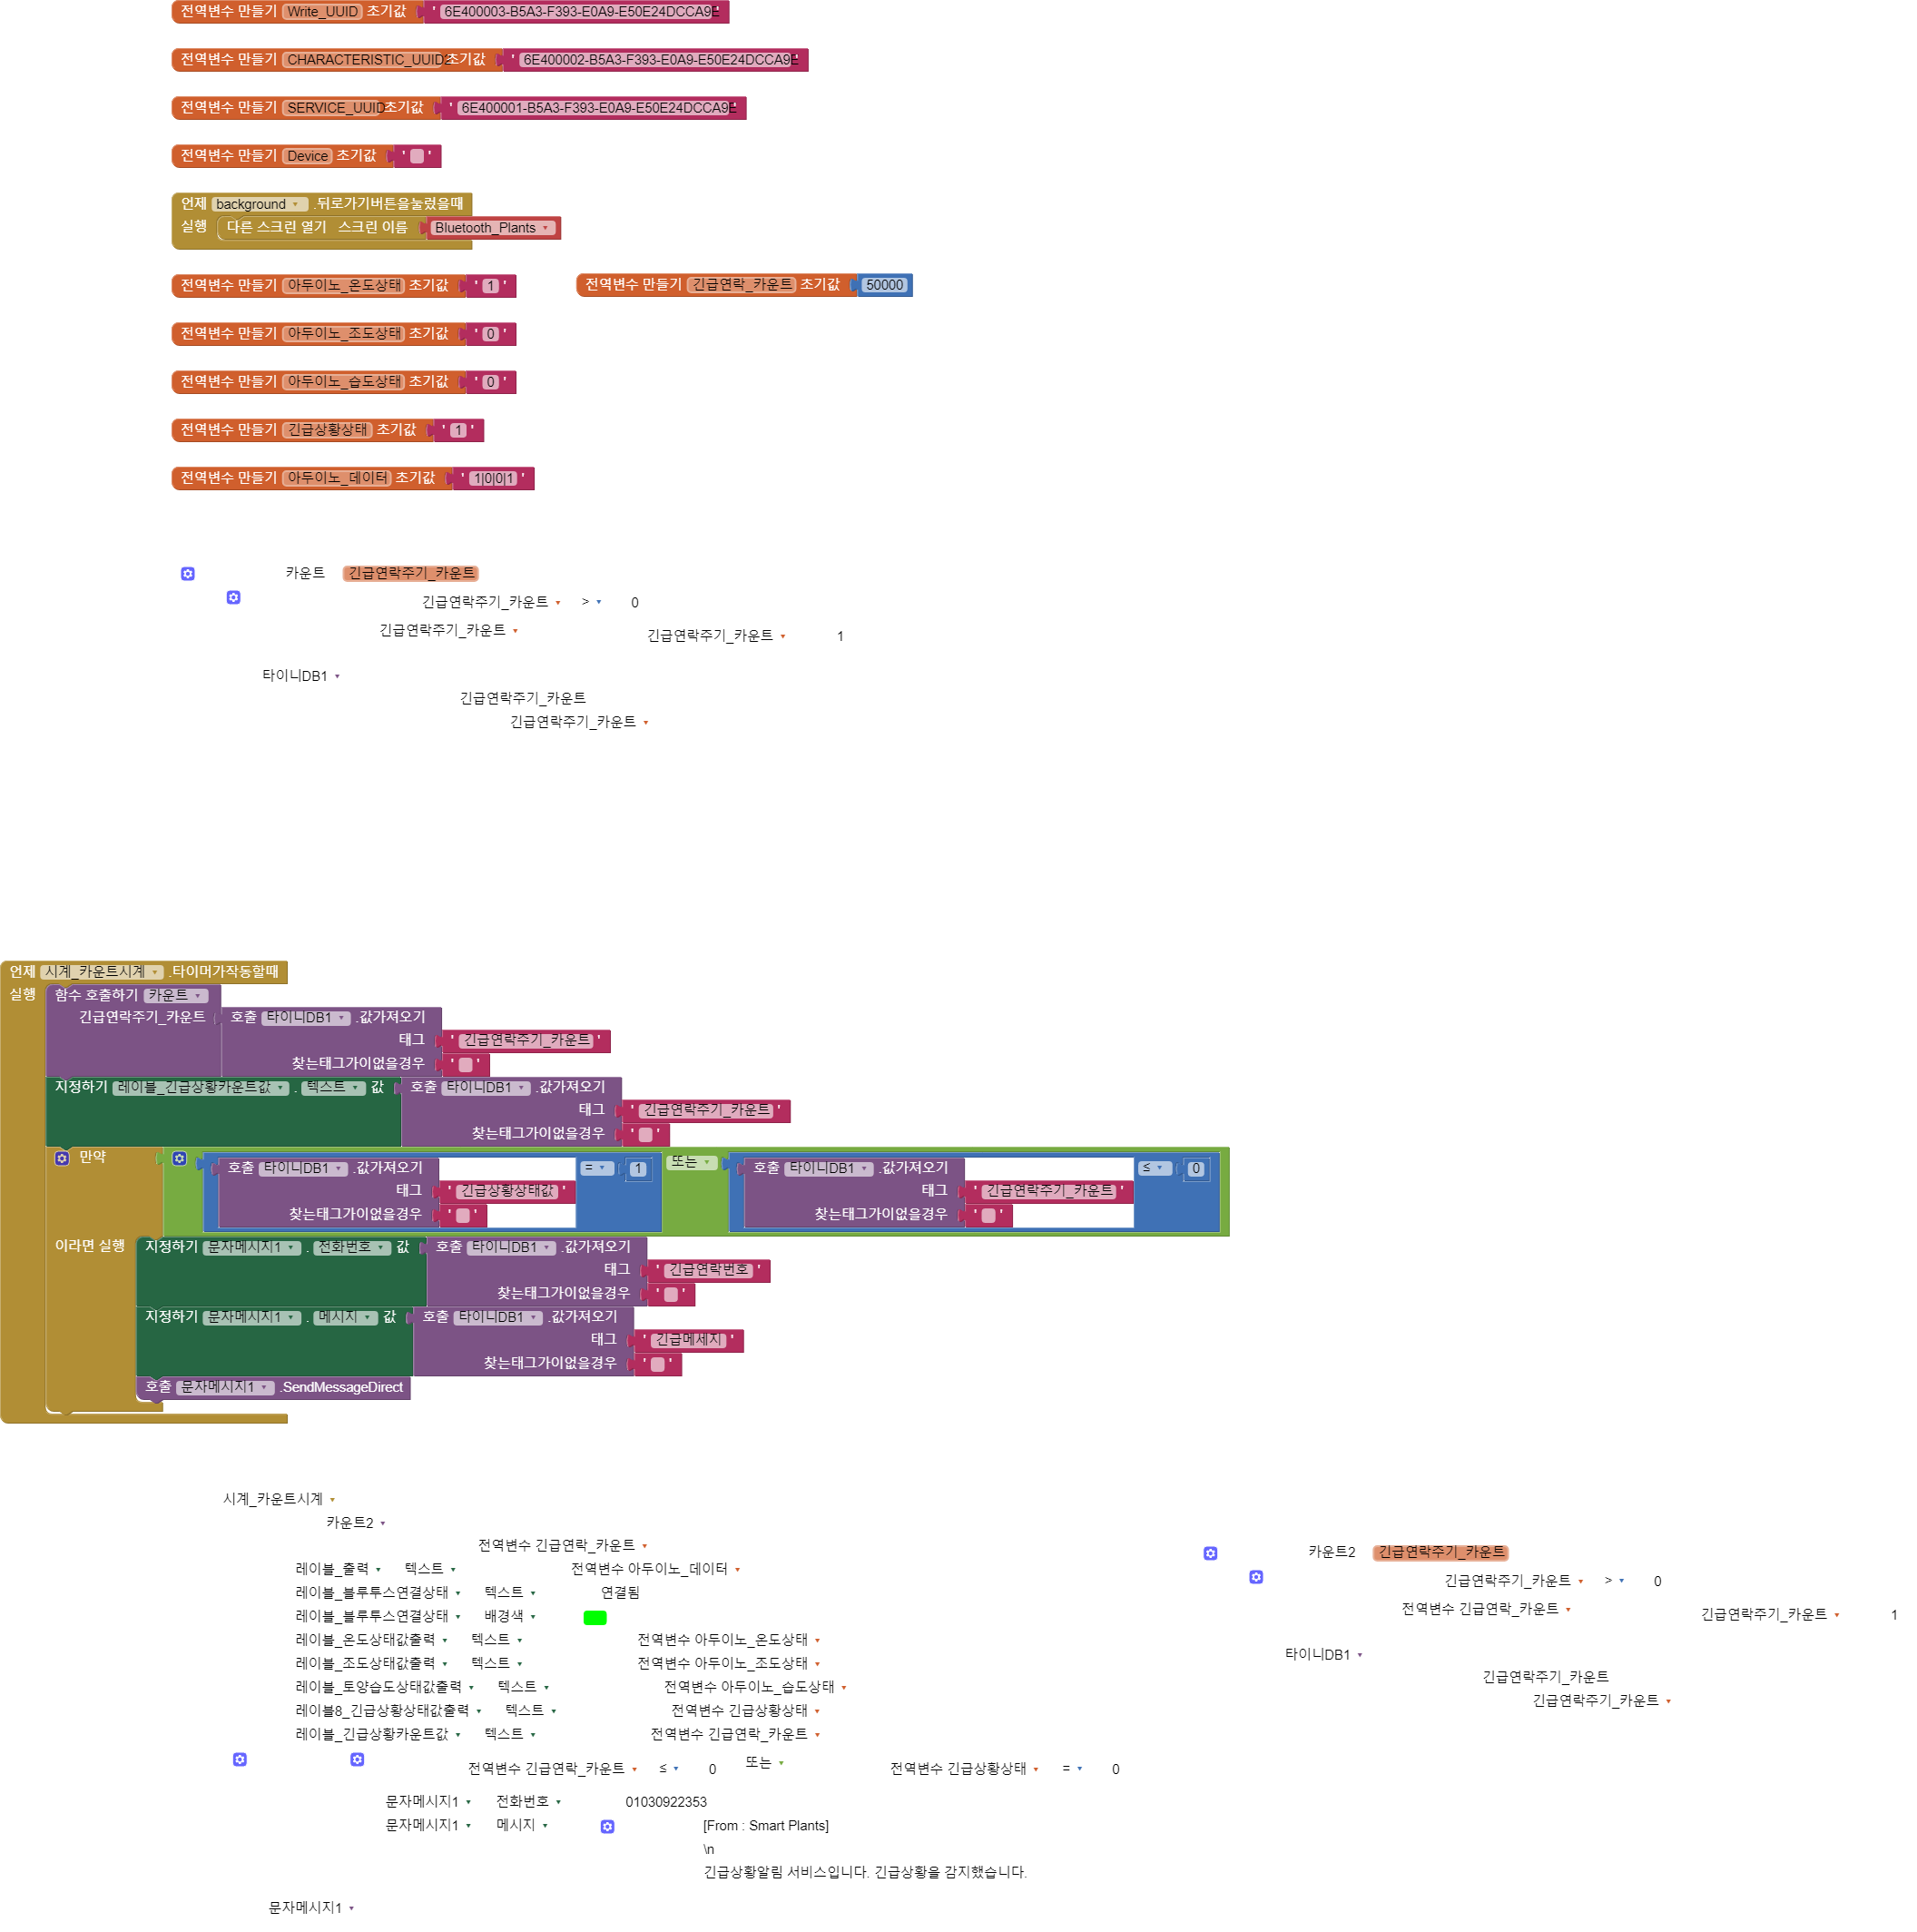 전역변수 만들기 Write_UUID 초기값 ' 6E400003-B5A3-F393-E0A9-E50E24DCCA9E '
전역변수 만들기 CHARACTERISTIC_UUID2 초기값 ' 6E400002-B5A3-F393-E0A9-E50E24DCCA9E '
전역변수 만들기 SERVICE_UUID 초기값 ' 6E400001-B5A3-F393-E0A9-E50E24DCCA9E '
전역변수 만들기 Device 초기값 ' '
언제 background .뒤로가기버튼을눌렀을때
실행 다른 스크린 열기 스크린 이름 Bluetooth_Plants
전역변수 만들기 아두이노_온도상태 초기값 ' 1 '
전역변수 만들기 긴급연락_카운트 초기값 50000
전역변수 만들기 아두이노_조도상태 초기값 ' 0 '
전역변수 만들기 아두이노_습도상태 초기값 ' 0 '
전역변수 만들기 긴급상황상태 초기값 ' 1 '
전역변수 만들기 아두이노_데이터 초기값 ' 1|0|0|1 '
카운트 긴급연락주기_카운트
긴급연락주기_카운트 > 0
긴급연락주기_카운트 긴급연락주기_카운트 1
타이니DB1
긴급연락주기_카운트
긴급연락주기_카운트
언제 시계_카운트시계 .타이머가작동할때
실행 함수 호출하기 카운트
긴급연락주기_카운트 호출 타이니DB1 .값가져오기
태그 ' 긴급연락주기_카운트 '
찾는태그가이없을경우 ' '
지정하기 레이블_긴급상황카운트값 . 텍스트 값 호출 타이니DB1 .값가져오기
태그 ' 긴급연락주기_카운트 '
찾는태그가이없을경우 ' '
만약 호출 타이니DB1 .값가져오기 = 1 또는 호출 타이니DB1 .값가져오기 ≤ 0
태그 ' 긴급상황상태값 ' 태그 ' 긴급연락주기_카운트 '
찾는태그가이없을경우 ' ' 찾는태그가이없을경우 ' '
이라면 실행 지정하기 문자메시지1 . 전화번호 값 호출 타이니DB1 .값가져오기
태그 ' 긴급연락번호 '
찾는태그가이없을경우 ' '
지정하기 문자메시지1 . 메시지 값 호출 타이니DB1 .값가져오기
태그 ' 긴급메세지 '
찾는태그가이없을경우 ' '
호출 문자메시지1 .SendMessageDirect
시계_카운트시계
카운트2
전역변수 긴급연락_카운트
레이블_출력 텍스트 전역변수 아두이노_데이터
레이블_블루투스연결상태 텍스트 연결됨
레이블_블루투스연결상태 배경색
레이블_온도상태값출력 텍스트 전역변수 아두이노_온도상태
레이블_조도상태값출력 텍스트 전역변수 아두이노_조도상태
레이블_토양습도상태값출력 텍스트 전역변수 아두이노_습도상태
레이블8_긴급상황상태값출력 텍스트 전역변수 긴급상황상태
레이블_긴급상황카운트값 텍스트 전역변수 긴급연락_카운트
전역변수 긴급연락_카운트 ≤ 0 또는 전역변수 긴급상황상태 = 0
문자메시지1 전화번호 01030922353
문자메시지1 메시지 [From : Smart Plants]
\n
긴급상황알림 서비스입니다. 긴급상황을 감지했습니다.
문자메시지1
카운트2 긴급연락주기_카운트
긴급연락주기_카운트 > 0
전역변수 긴급연락_카운트 긴급연락주기_카운트 1
타이니DB1
긴급연락주기_카운트
긴급연락주기_카운트